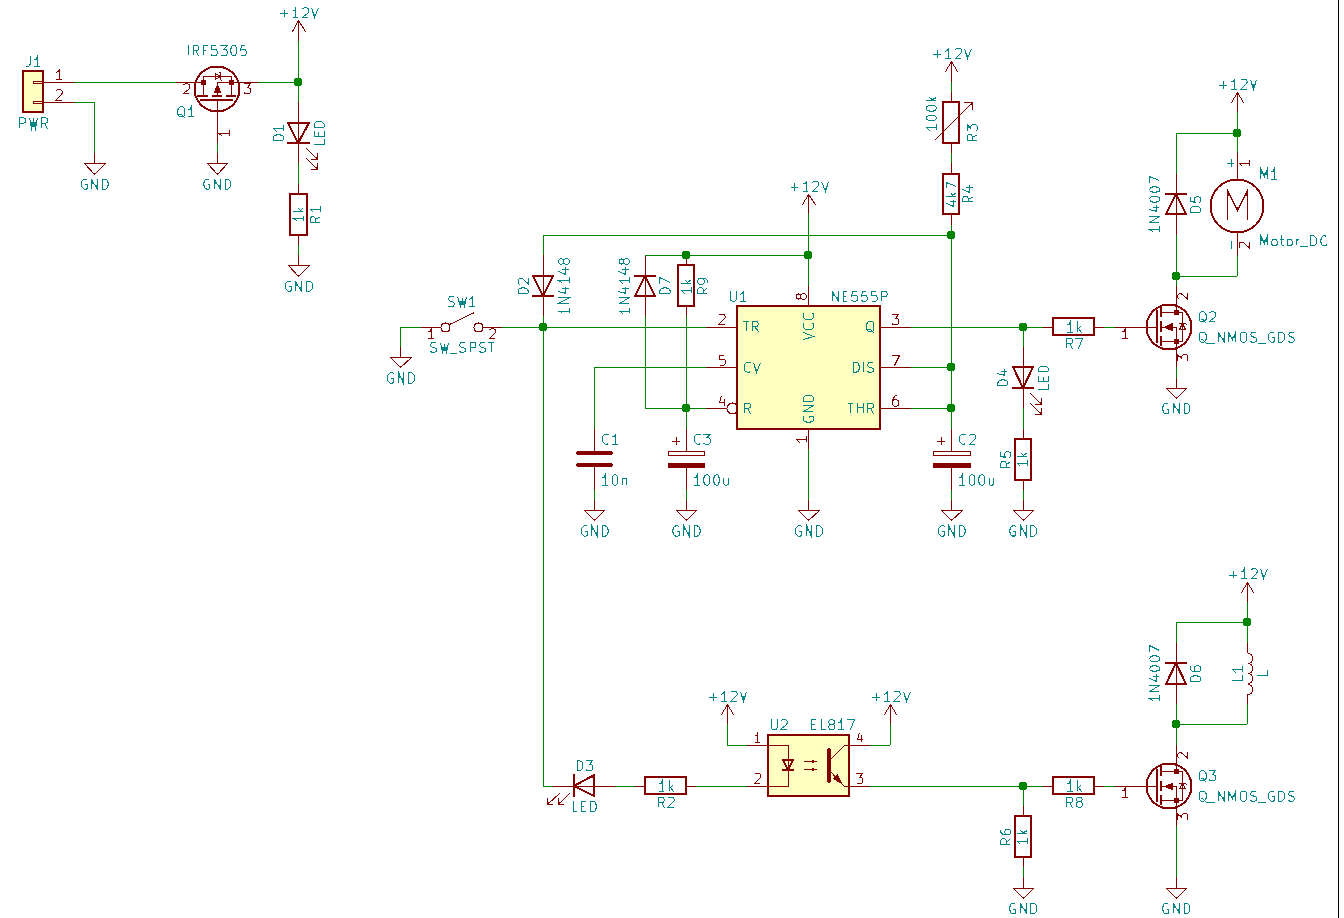 +12V
IRF5305
J1
1
2
PWR
2
3
Q1
1
GND
GND
D1
LED
1k
R1
GND
+12V
100k
R3
4k7
R4
+12V
+12V
1N4007
D5
+
1
M1
M
-
2
Motor_DC
D2
1N4148
1N4148
D7
1k
R9
U1
NE555P
8
VCC
SW1
1
2
SW_SPST
GND
2
TR
Q
3
5
CV
DIS
7
4
R
GND
THR
6
1
1k
R7
1
2
Q2
Q_NMOS_GDS
3
GND
D4
LED
R5
1k
C1
10n
+
C3
100u
+
C2
100u
GND
GND
GND
GND
GND
+12V
1N4007
D6
L1
L
+12V
+12V
U2
EL817
1
4
2
3
D3
LED
1k
R2
1k
R8
1
2
Q3
Q_NMOS_GDS
3
R6
1k
GND
GND